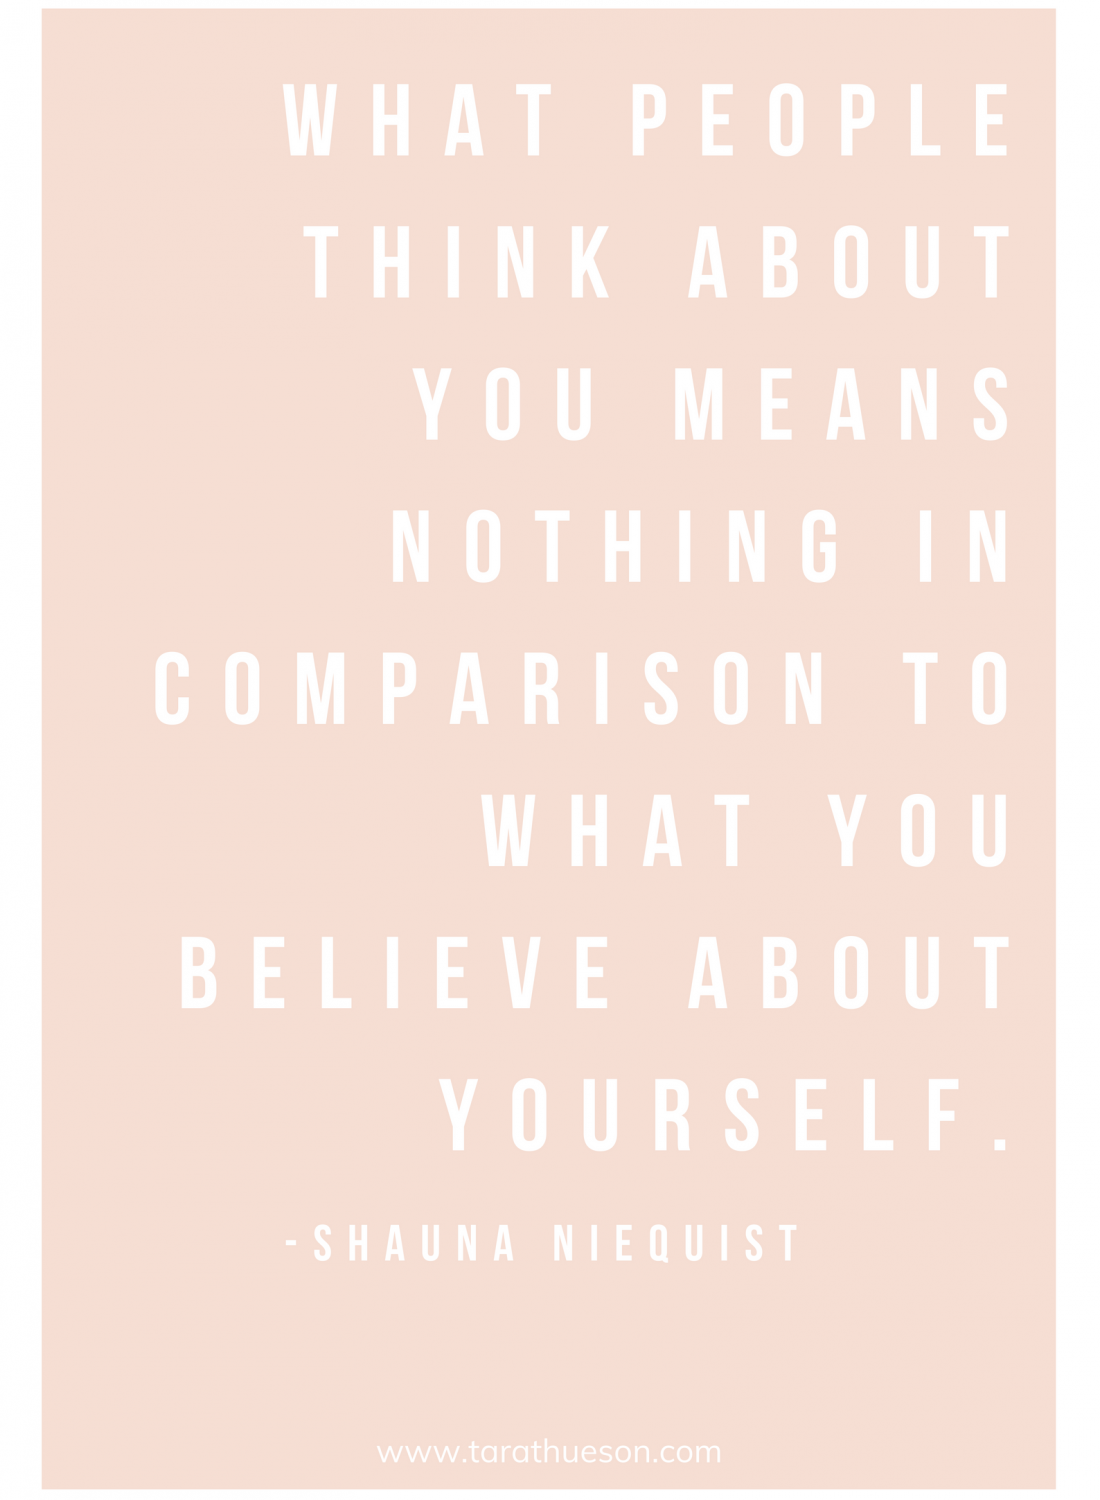 WHAT PEOPLE
THINK ABOUT
YOU MEANS
NOTHING IN
COMPARISON TO
WHAT YOU
BELIEVE ABOUT
YOURSELF.
-SHAUNA NIEQUIST
www.tarathueson.com